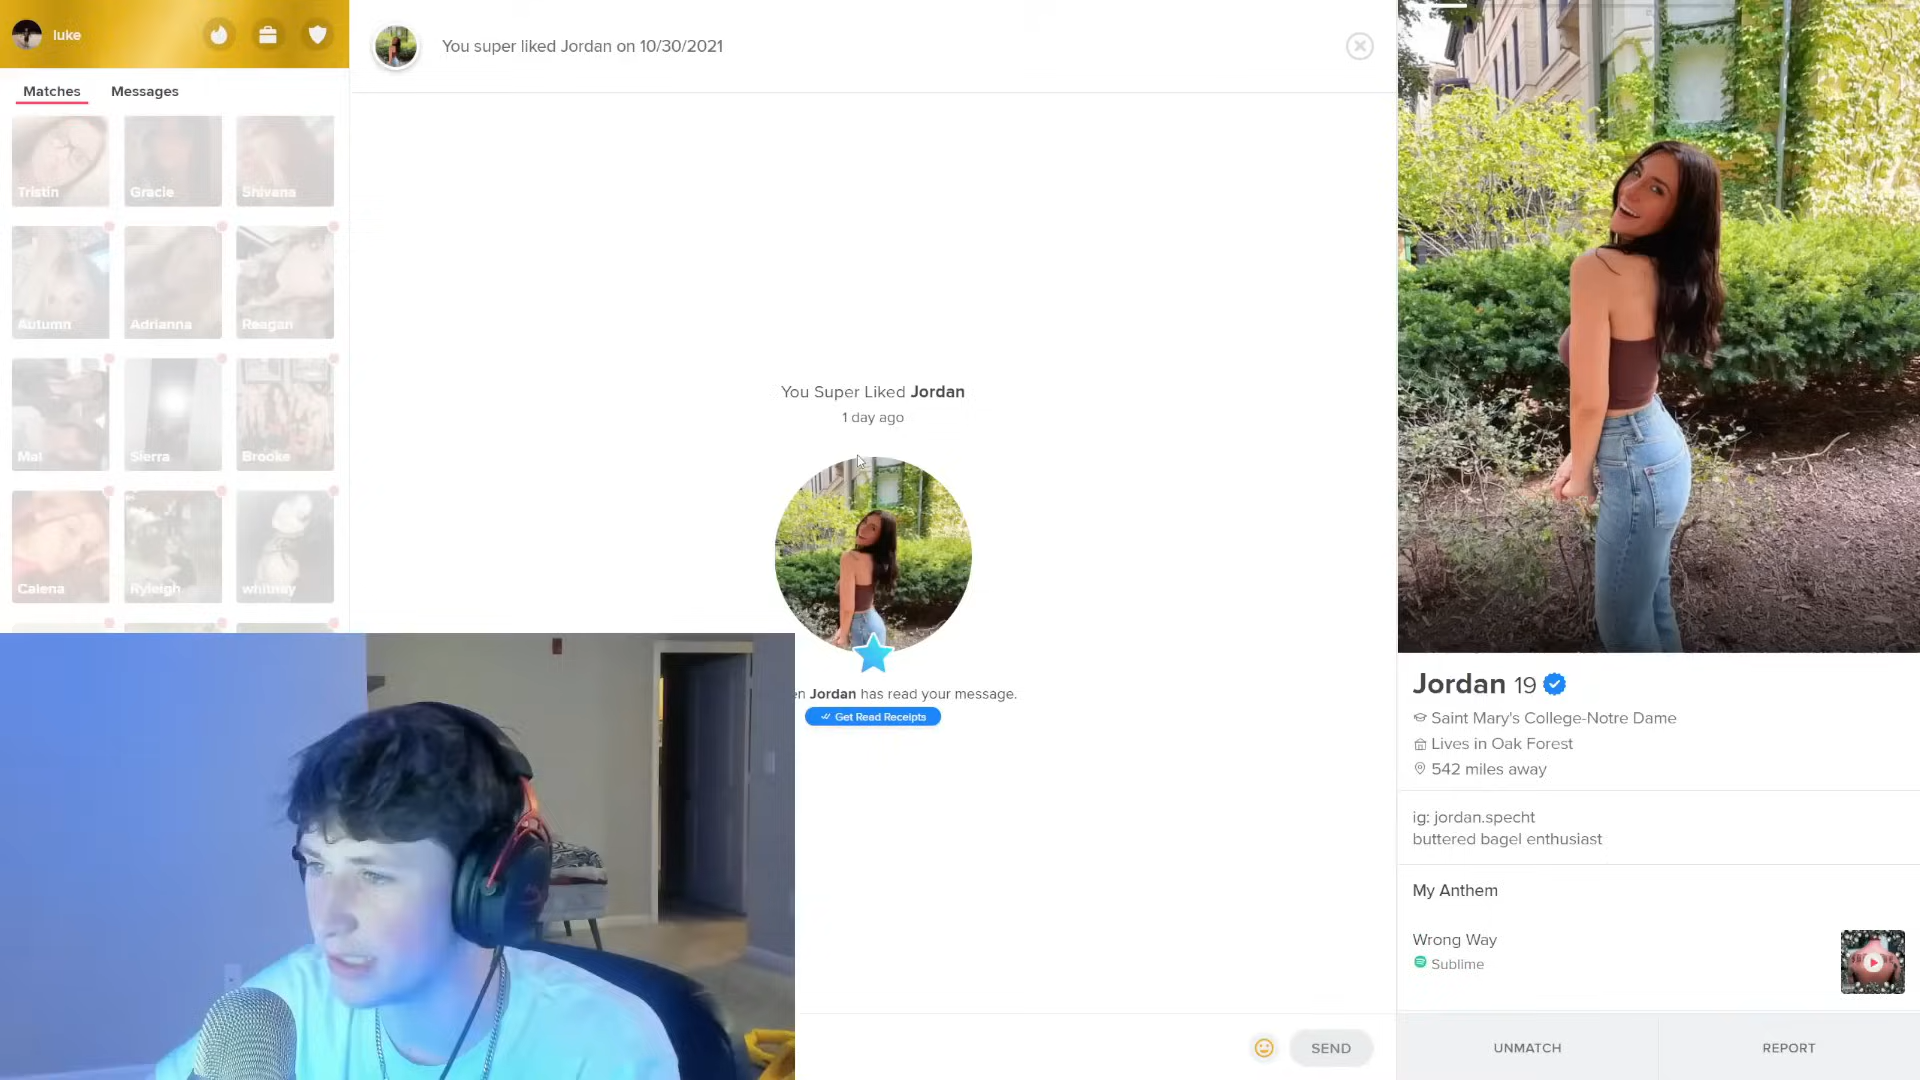 luke
Matches
Messages
Tristin
Gracie
Shivana
Autumn
Adrianna
Reagan
Mal
Sierra
Brooke
Calena
Ryleigh
whitney
You super liked Jordan on 10/30/2021
You Super Liked Jordan
1 day ago
en Jordan has read your message.
Get Read Receipts
SEND
Jordan 19
Saint Mary's College-Notre Dame
Lives in Oak Forest
542 miles away
ig: jordan.specht
buttered bagel enthusiast
My Anthem
Wrong Way
Sublime
UNMATCH
REPORT